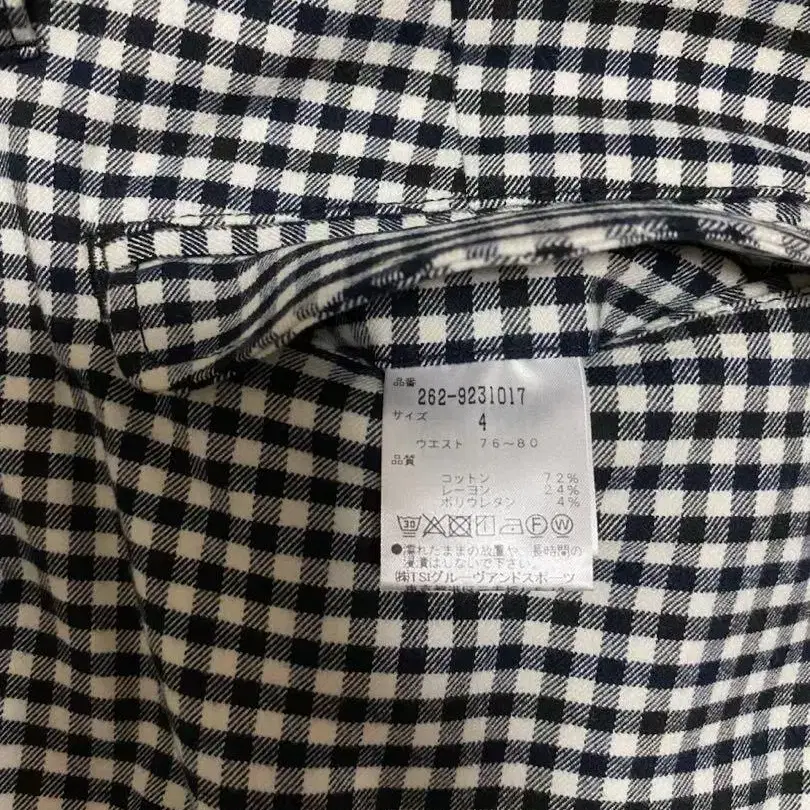 品番
262-9231017
サイズ
4
ウエスト 76~80
品質
コットン 72%
レーヨン 24%
ポリウレタン 4%
30 F W
●濡れたままの放置や、長時間の
浸漬はしないで下さい。
㈱TSIグルーヴアンドスポーツ